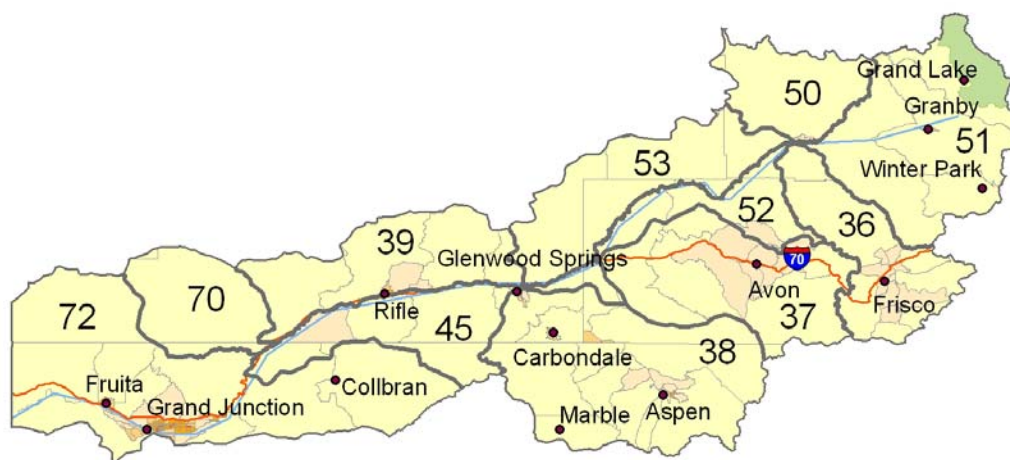 Grand Lake
50
Granby
51
53
Winter Park
52
36
39
Glenwood Springs
70
Avon
70
Rifle
Frisco
72
45
37
Carbondale
38
Fruita
Collbran
Grand Junction
Marble
Aspen